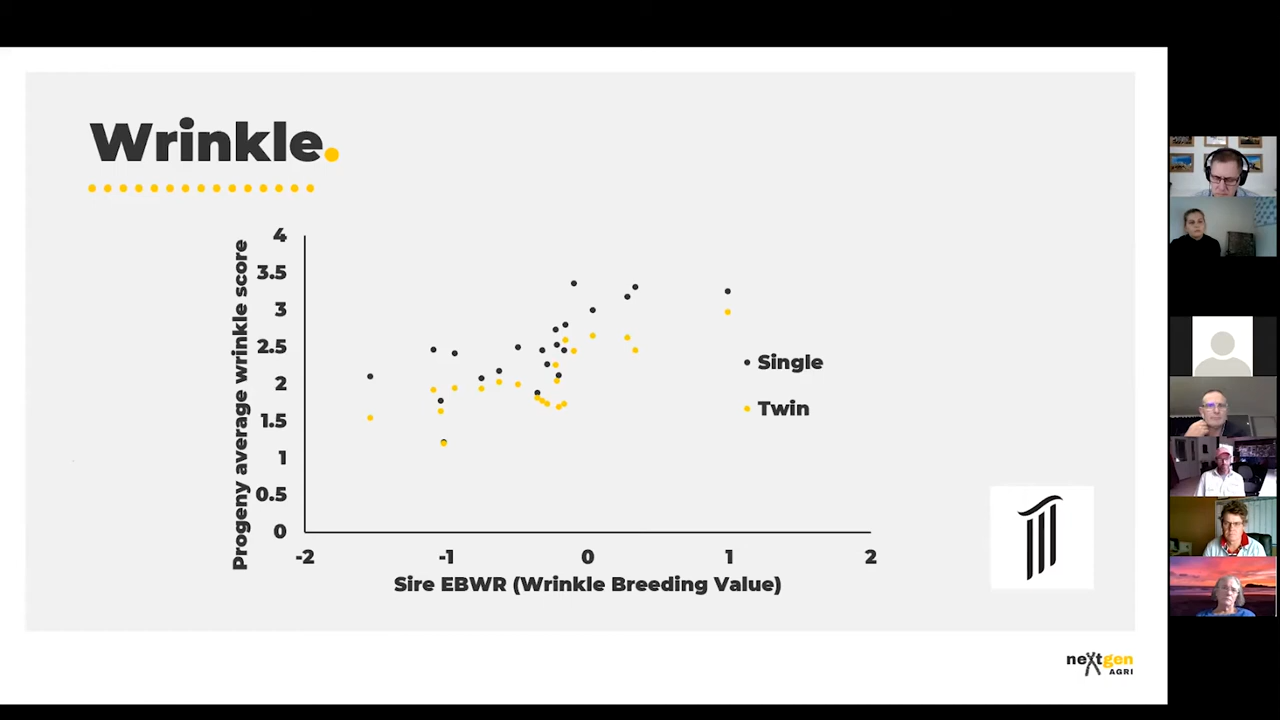 Wrinkle.
Progeny average wrinkle score
4
3.5
3
2.5
2
1.5
1
0.5
0
-2 -1 0 1 2
Sire EBWR (Wrinkle Breeding Value)
Single
Twin
nextgen
AGRI